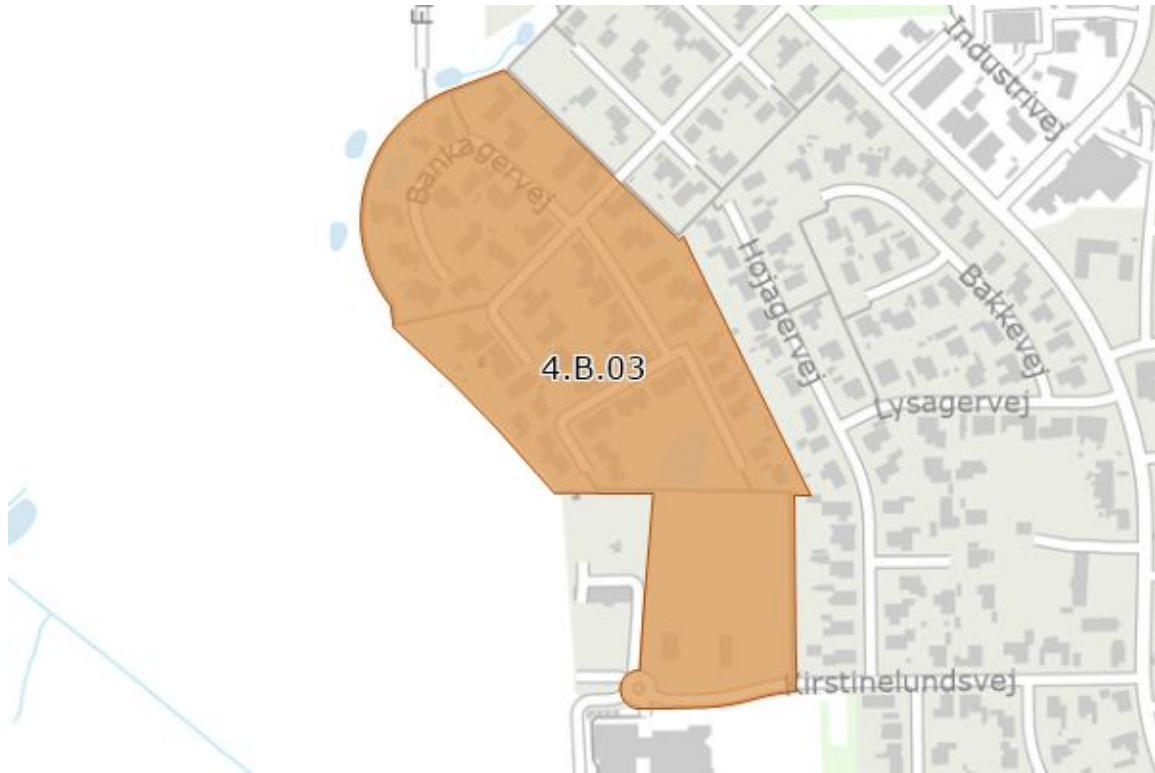 Industrivej
Bankagervej
Højagervej
Bakkevej
4.B.03
Lysagervej
Kirstinelundsvej